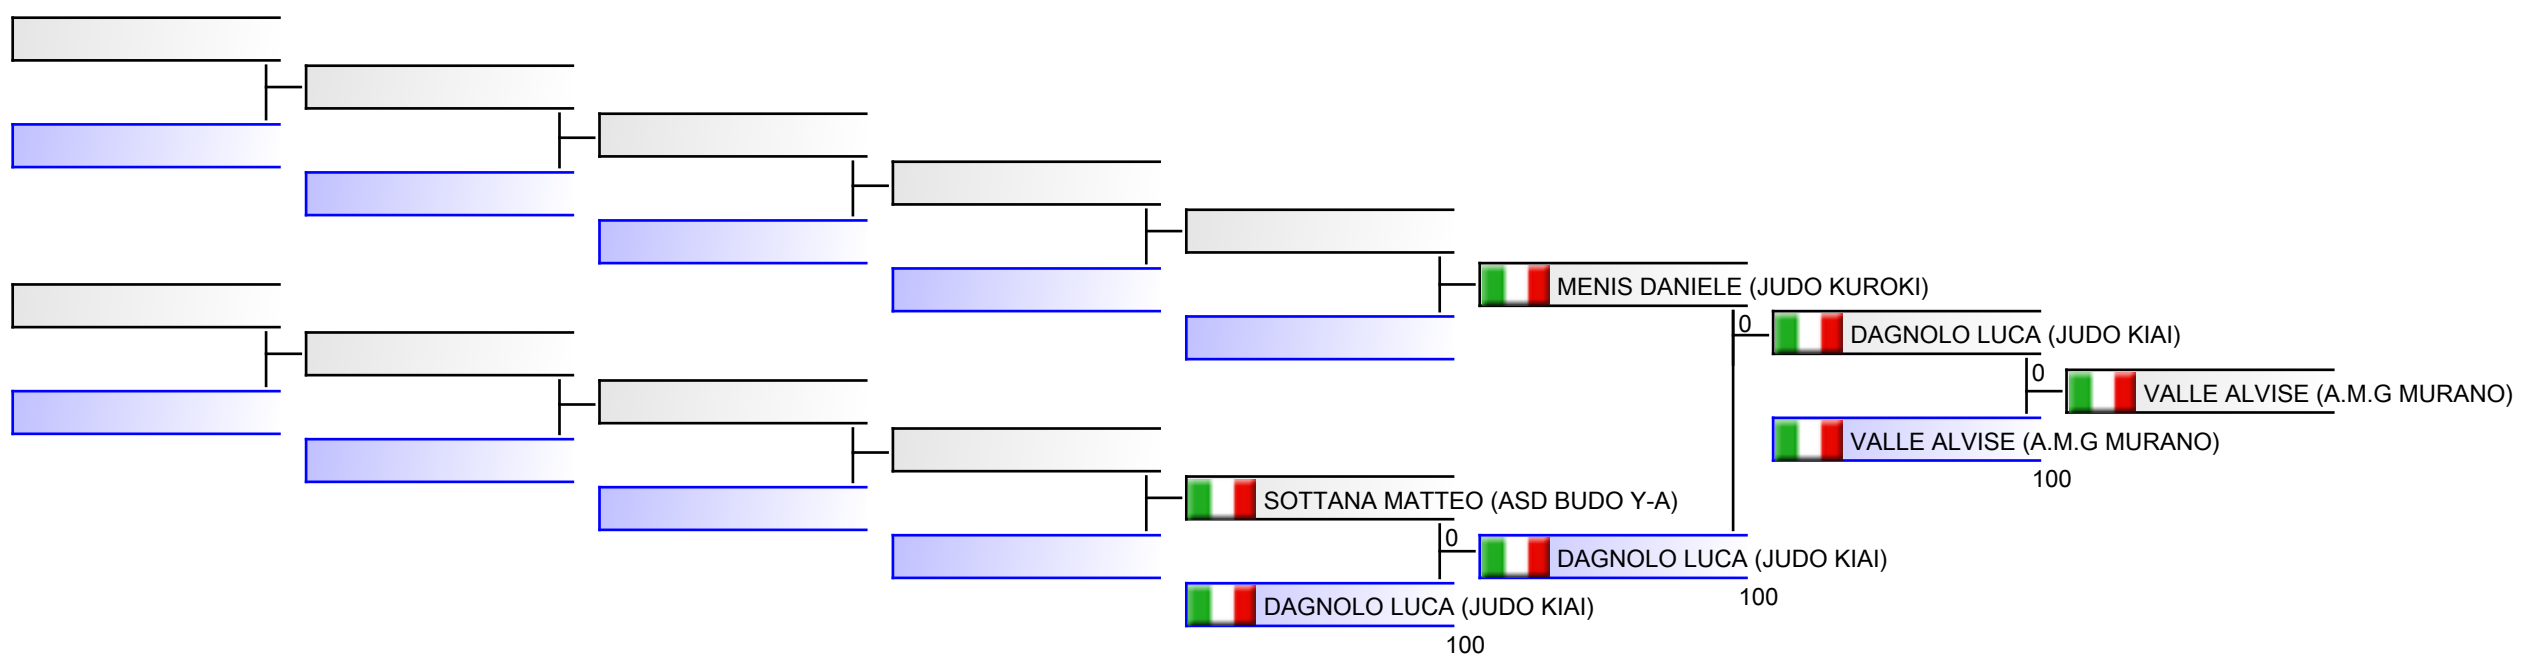 MENIS DANIELE (JUDO KUROKI)
0
DAGNOLO LUCA (JUDO KIAI)
0
VALLE ALVISE (A.M.G MURANO)
VALLE ALVISE (A.M.G MURANO)
100
SOTTANA MATTEO (ASD BUDO Y-A)
0
DAGNOLO LUCA (JUDO KIAI)
100
DAGNOLO LUCA (JUDO KIAI)
100